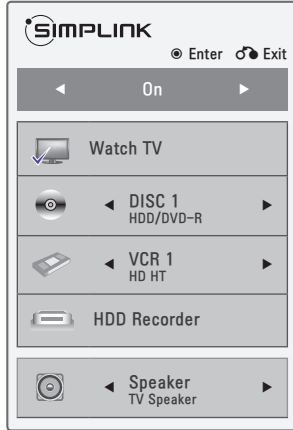 SIMPLINK
Enter Exit
On
Watch TV
DISC 1
HDD/DVD-R
VCR 1
HD HT
HDD Recorder
Speaker
TV Speaker